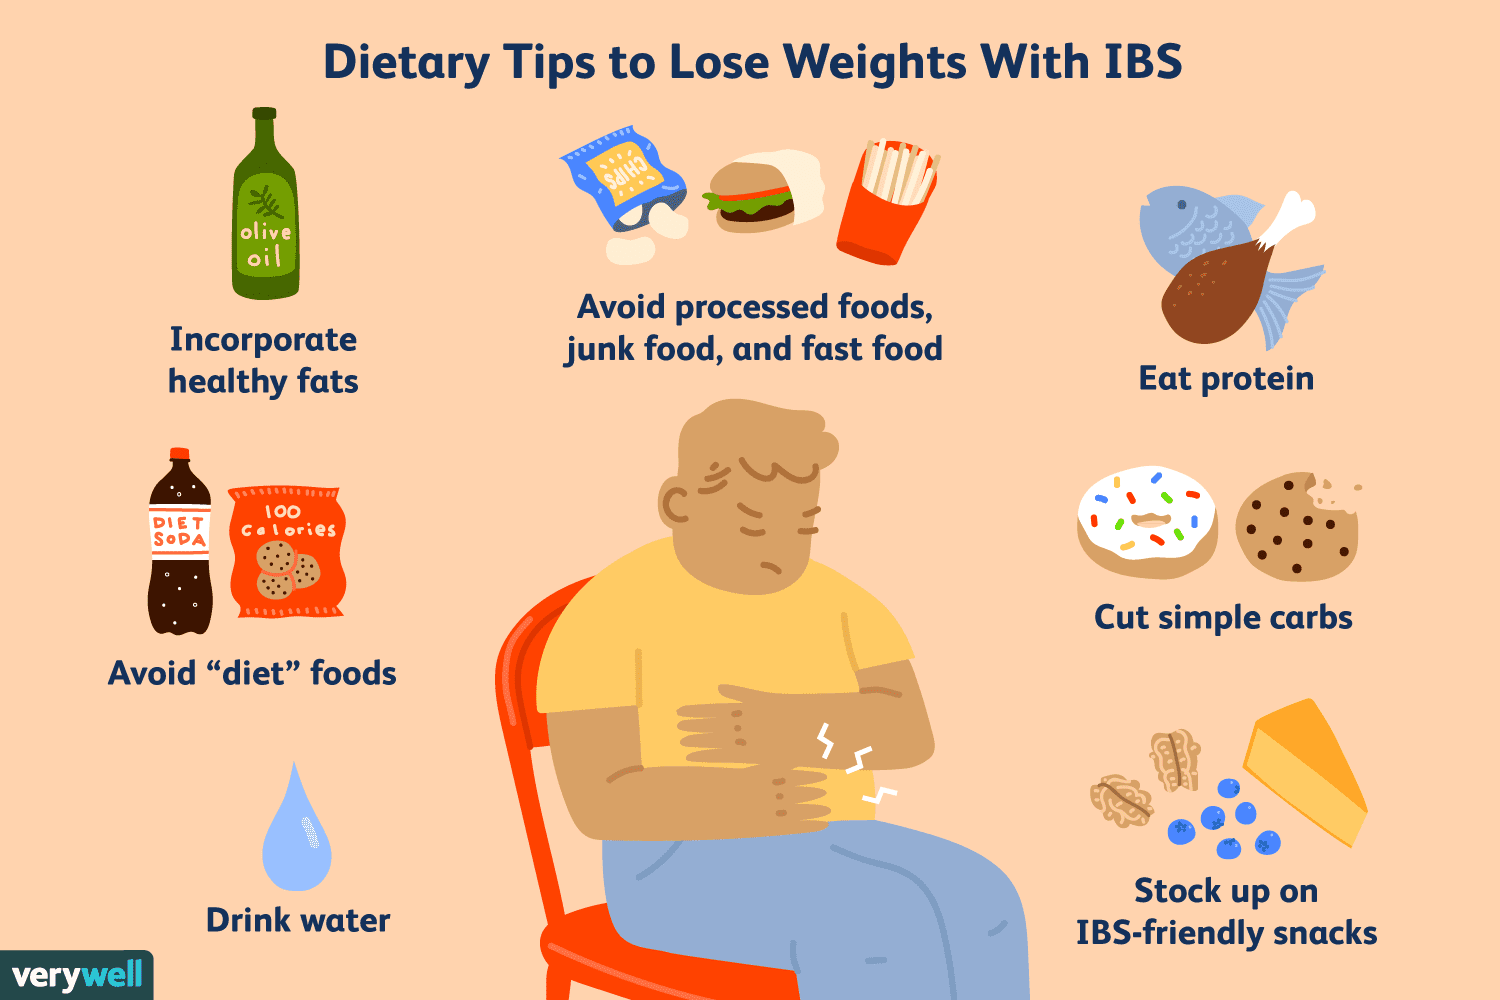 Dietary Tips to Lose Weights With IBS
olive
oil
Incorporate
healthy fats
CHIPS
Avoid processed foods,
junk food, and fast food
Eat protein
DIET
SODA
100
Calories
Avoid “diet” foods
Cut simple carbs
Drink water
Stock up on
IBS-friendly snacks
verywell